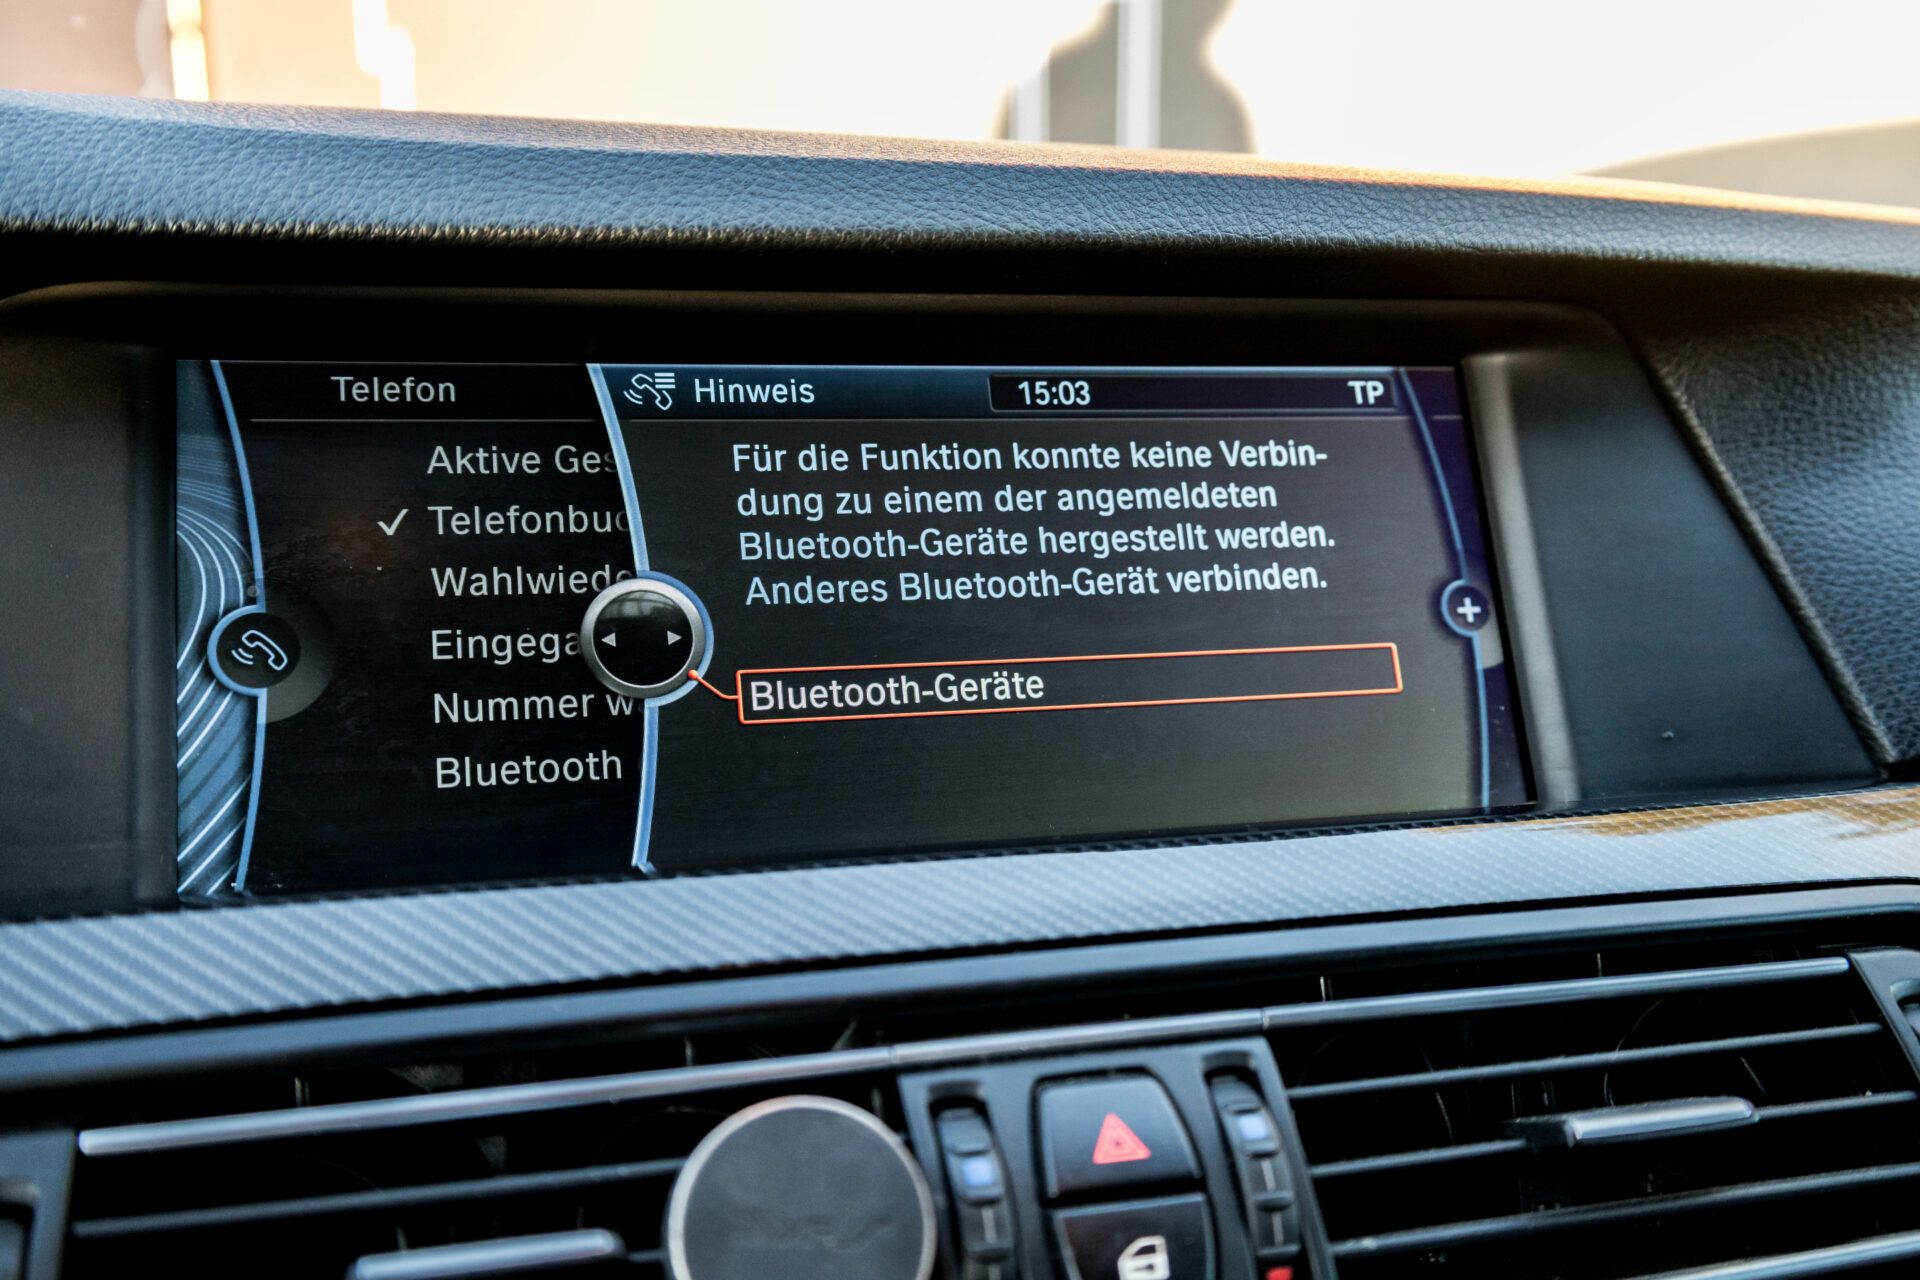 Telefon
Aktive Ges
Telefonbuc
Wahlwiede
Eingega
Nummer w
Bluetooth
Hinweis
15:03
TP
Für die Funktion konnte keine Verbin-
dung zu einem der angemeldeten
Bluetooth-Geräte hergestellt werden.
Anderes Bluetooth-Gerät verbinden.
Bluetooth-Geräte